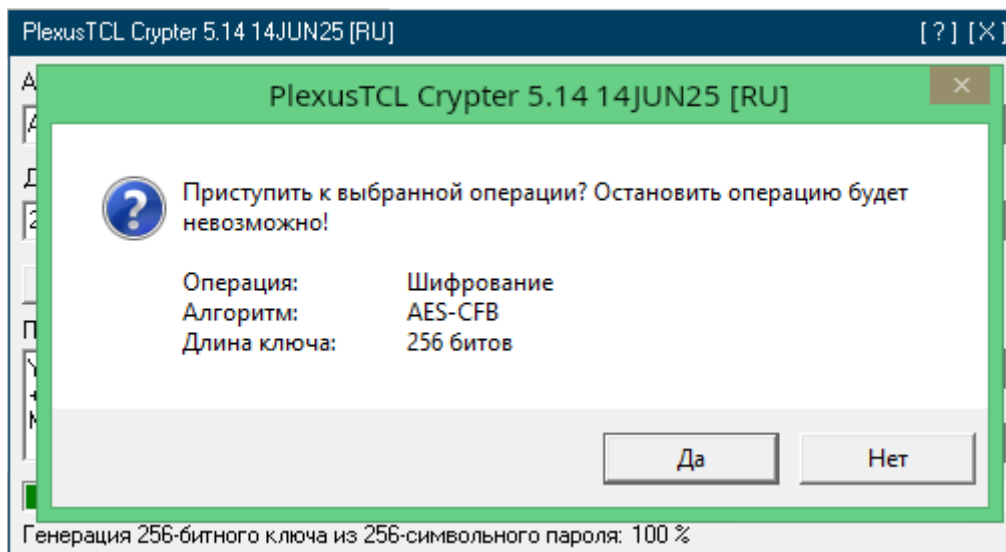 PlexusTCL Crypter 5.14 14JUN25 [RU] [ ? ] [X]
PlexusTCL Crypter 5.14 14JUN25 [RU]
Приступить к выбранной операции? Остановить операцию будет
невозможно!
Операция: Шифрование
Алгоритм: AES-CFB
Длина ключа: 256 битов
Да Нет
Генерация 256-битного ключа из 256-символьного пароля: 100 %